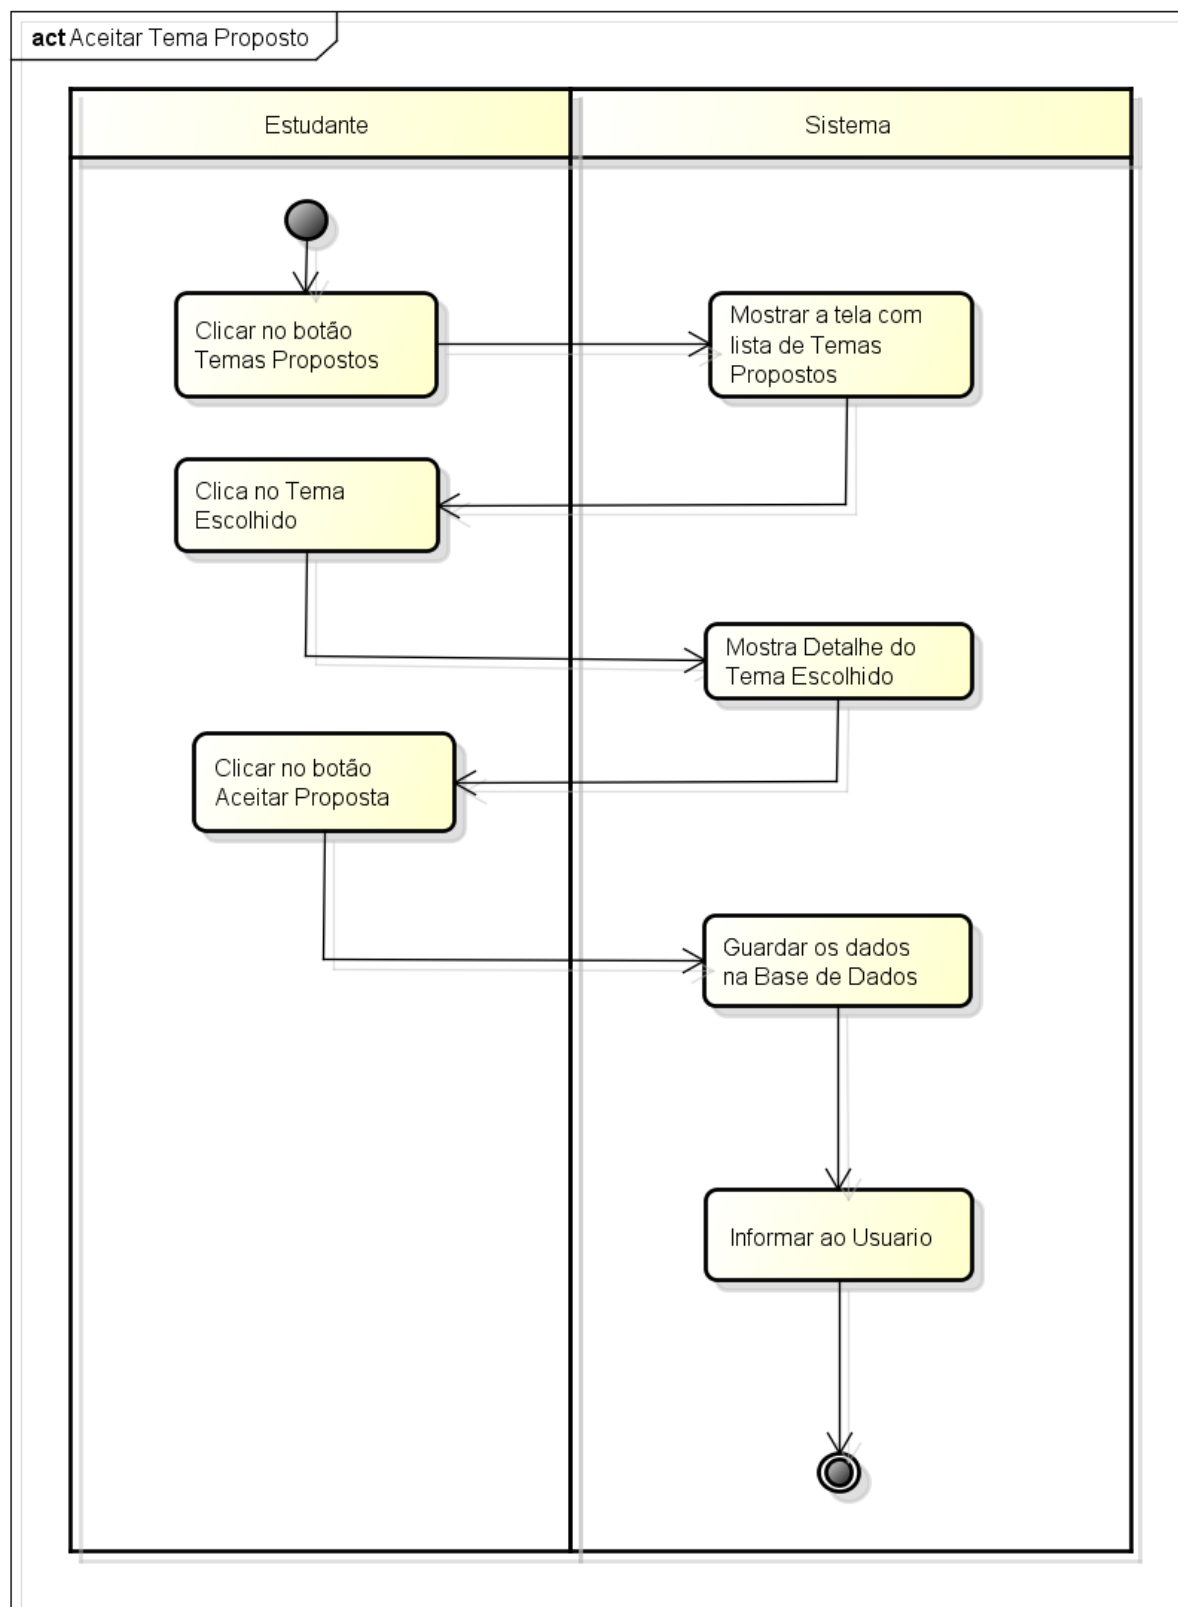 act Aceitar Tema Proposto
Estudante
Sistema
Clicar no botão
Temas Propostos
Mostrar a tela com
lista de Temas
Propostos
Clica no Tema
Escolhido
Mostra Detalhe do
Tema Escolhido
Clicar no botão
Aceitar Proposta
Guardar os dados
na Base de Dados
Informar ao Usuario